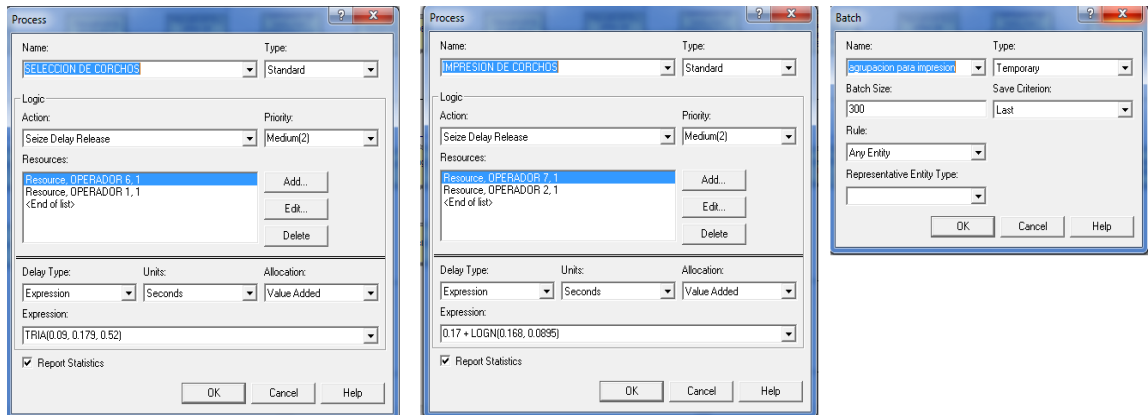 Process
Name:
Type:
SELECCION DE CORCHOS
Standard
Logic
Action:
Priority:
Seize Delay Release
Medium(2)
Resources:
Resource, OPERADOR 6, 1
Resource, OPERADOR 1, 1
<End of list>
Add...
Edit...
Delete
Delay Type:
Units:
Allocation:
Expression
Seconds
Value Added
Expression:
TRIA(0.09, 0.179, 0.52)
Report Statistics
OK
Cancel
Help
Process
Name:
Type:
IMPRESION DE CORCHOS
Standard
Logic
Action:
Priority:
Seize Delay Release
Medium(2)
Resources:
Resource, OPERADOR 7, 1
Resource, OPERADOR 2, 1
<End of list>
Add...
Edit...
Delete
Delay Type:
Units:
Allocation:
Expression
Seconds
Value Added
Expression:
0.17 + LOGN(0.168, 0.0895)
Report Statistics
OK
Cancel
Help
Batch
Name:
Type:
agrupacion para impresion
Temporary
Batch Size:
Save Criterion:
300
Last
Rule:
Any Entity
Representative Entity Type:
OK
Cancel
Help